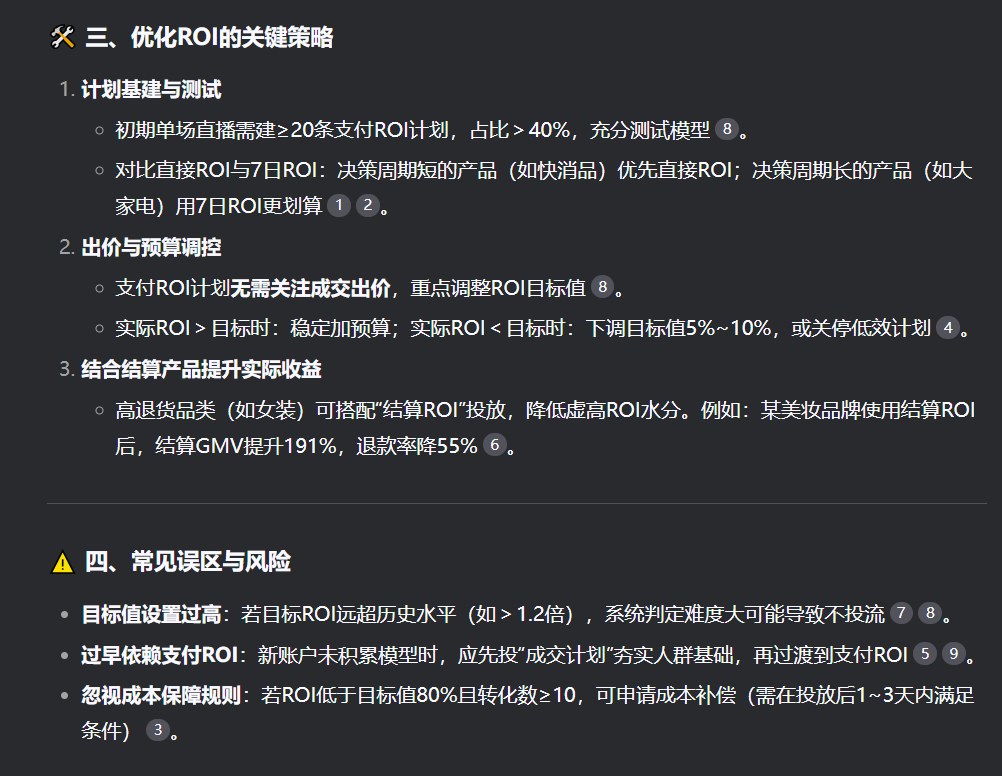 🛠 三、优化ROI的关键策略
1. 计划基建与测试
○ 初期单场直播需建≥20条支付ROI计划，占比＞40%，充分测试模型 8 。
○ 对比直接ROI与7日ROI：决策周期短的产品（如快消品）优先直接ROI；决策周期长的产品（如大
家电）用7日ROI更划算 1 2 。
2. 出价与预算调控
○ 支付ROI计划无需关注成交出价，重点调整ROI目标值 8 。
○ 实际ROI＞目标时：稳定加预算；实际ROI＜目标时：下调目标值5%~10%，或关停低效计划 4 。
3. 结合结算产品提升实际收益
○ 高退货品类（如女装）可搭配“结算ROI”投放，降低虚高ROI水分。例如：某美妆品牌使用结算ROI
后，结算GMV提升191%，退款率降55% 6 。
⚠ 四、常见误区与风险
• 目标值设置过高：若目标ROI远超历史水平（如＞1.2倍），系统判定难度大可能导致不投流 7 8 。
• 过早依赖支付ROI：新账户未积累模型时，应先投“成交计划”夯实人群基础，再过渡到支付ROI 5 9 。
• 忽视成本保障规则：若ROI低于目标值80%且转化数≥10，可申请成本补偿（需在投放后1~3天内满足
条件） 3 。